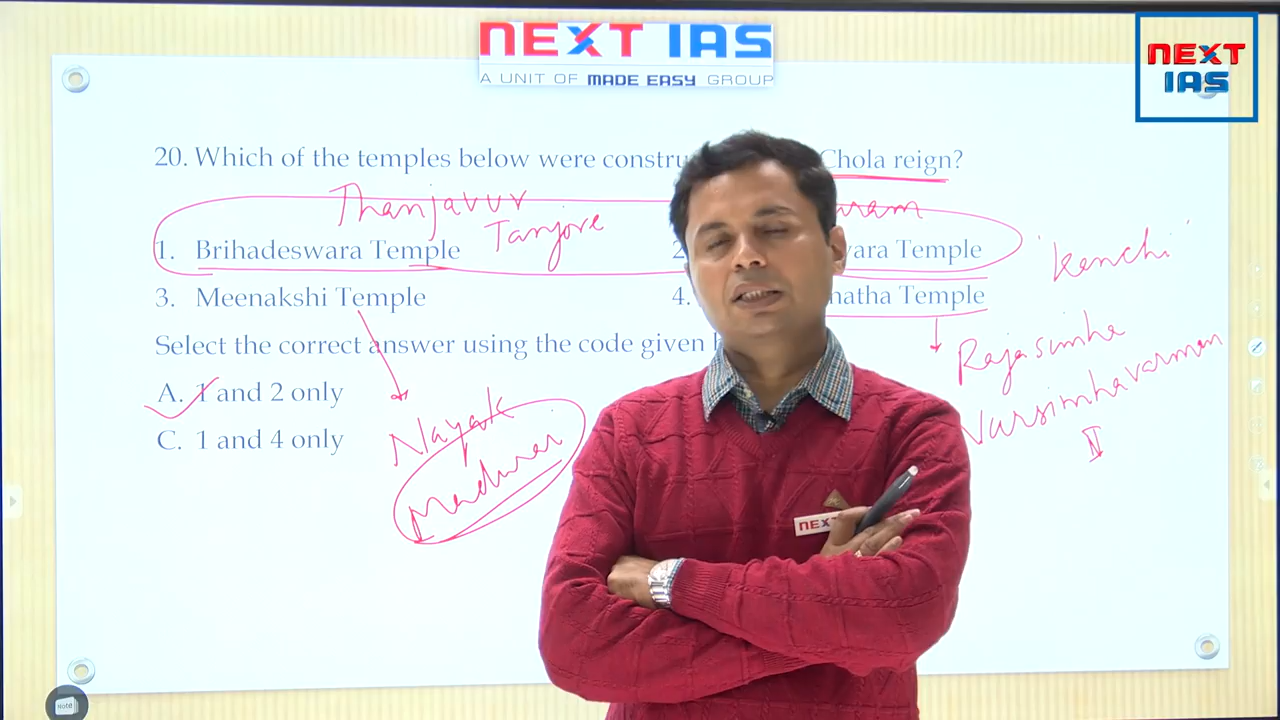 NEXT IAS
A UNIT OF MADE EASY GROUP
NEXT
IAS
20. Which of the temples below were constru Chola reign?
Thanjavur
Tanjore
1. Brihadeswara Temple 2. wara Temple
'Kenchi'
3. Meenakshi Temple 4. natha Temple
Select the correct answer using the code given
Rajasimha
Narsimhavarman
II
A. 1 and 2 only
C. 1 and 4 only
Nayak
Madurai
NEXT